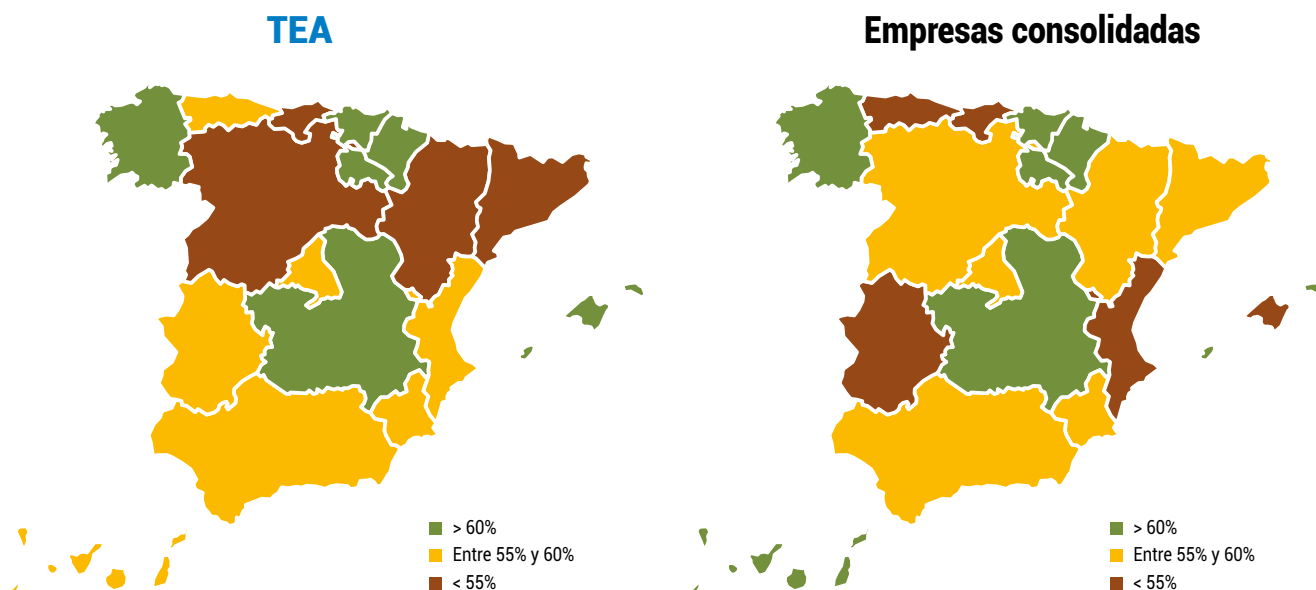 TEA
Empresas consolidadas
> 60%
Entre 55% y 60%
< 55%
> 60%
Entre 55% y 60%
< 55%